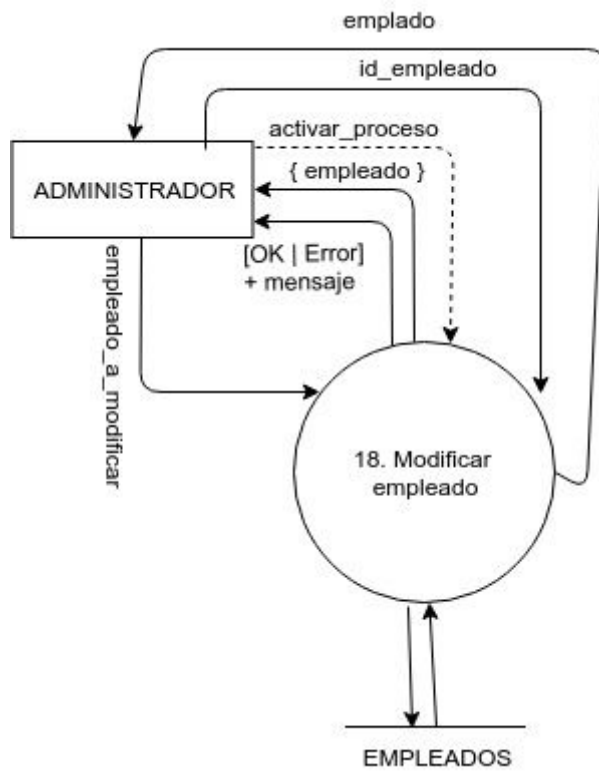 emplado
id_empleado
activar_proceso
{ empleado }
ADMINISTRADOR
[OK | Error]
+ mensaje
empleado_a_modificar
18. Modificar
empleado
EMPLEADOS